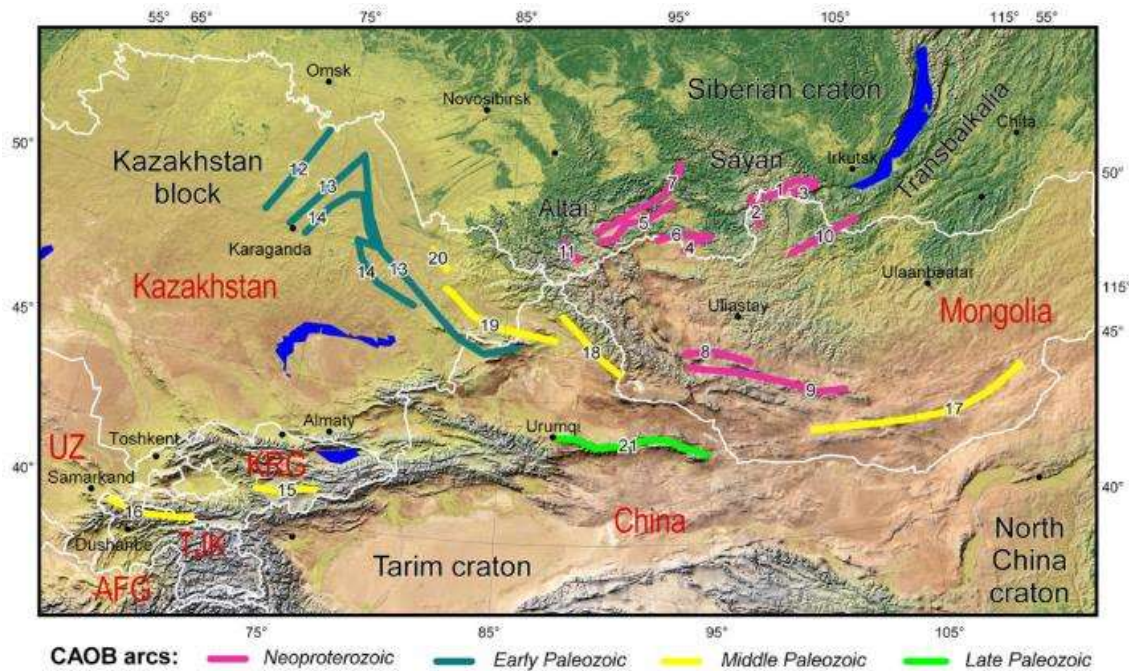 55° 65° 75° 85° 95° 105° 115° 55°
Omsk
Novosibirsk
Siberian craton
Chita
50°
Kazakhstan
block
12
13
14
Sayan
Irkutsk
Transbaikalia
50°
7
1
3
2
Altai
5
6
4
10
11
Karaganda
14
13
20
Ulaanbaatar
115°
Kazakhstan
Uliastay
Mongolia
45°
19
18
45°
8
9
17
Almaty
Urumqi
21
Toshkent
UZ
KRG
40°
Samarkand
15
40°
16
China
Dushanbe
TJK
North
China
craton
Tarim craton
AFG
75° 85° 95° 105°
CAOB arcs: Neoproterozoic Early Paleozoic Middle Paleozoic Late Paleozoic